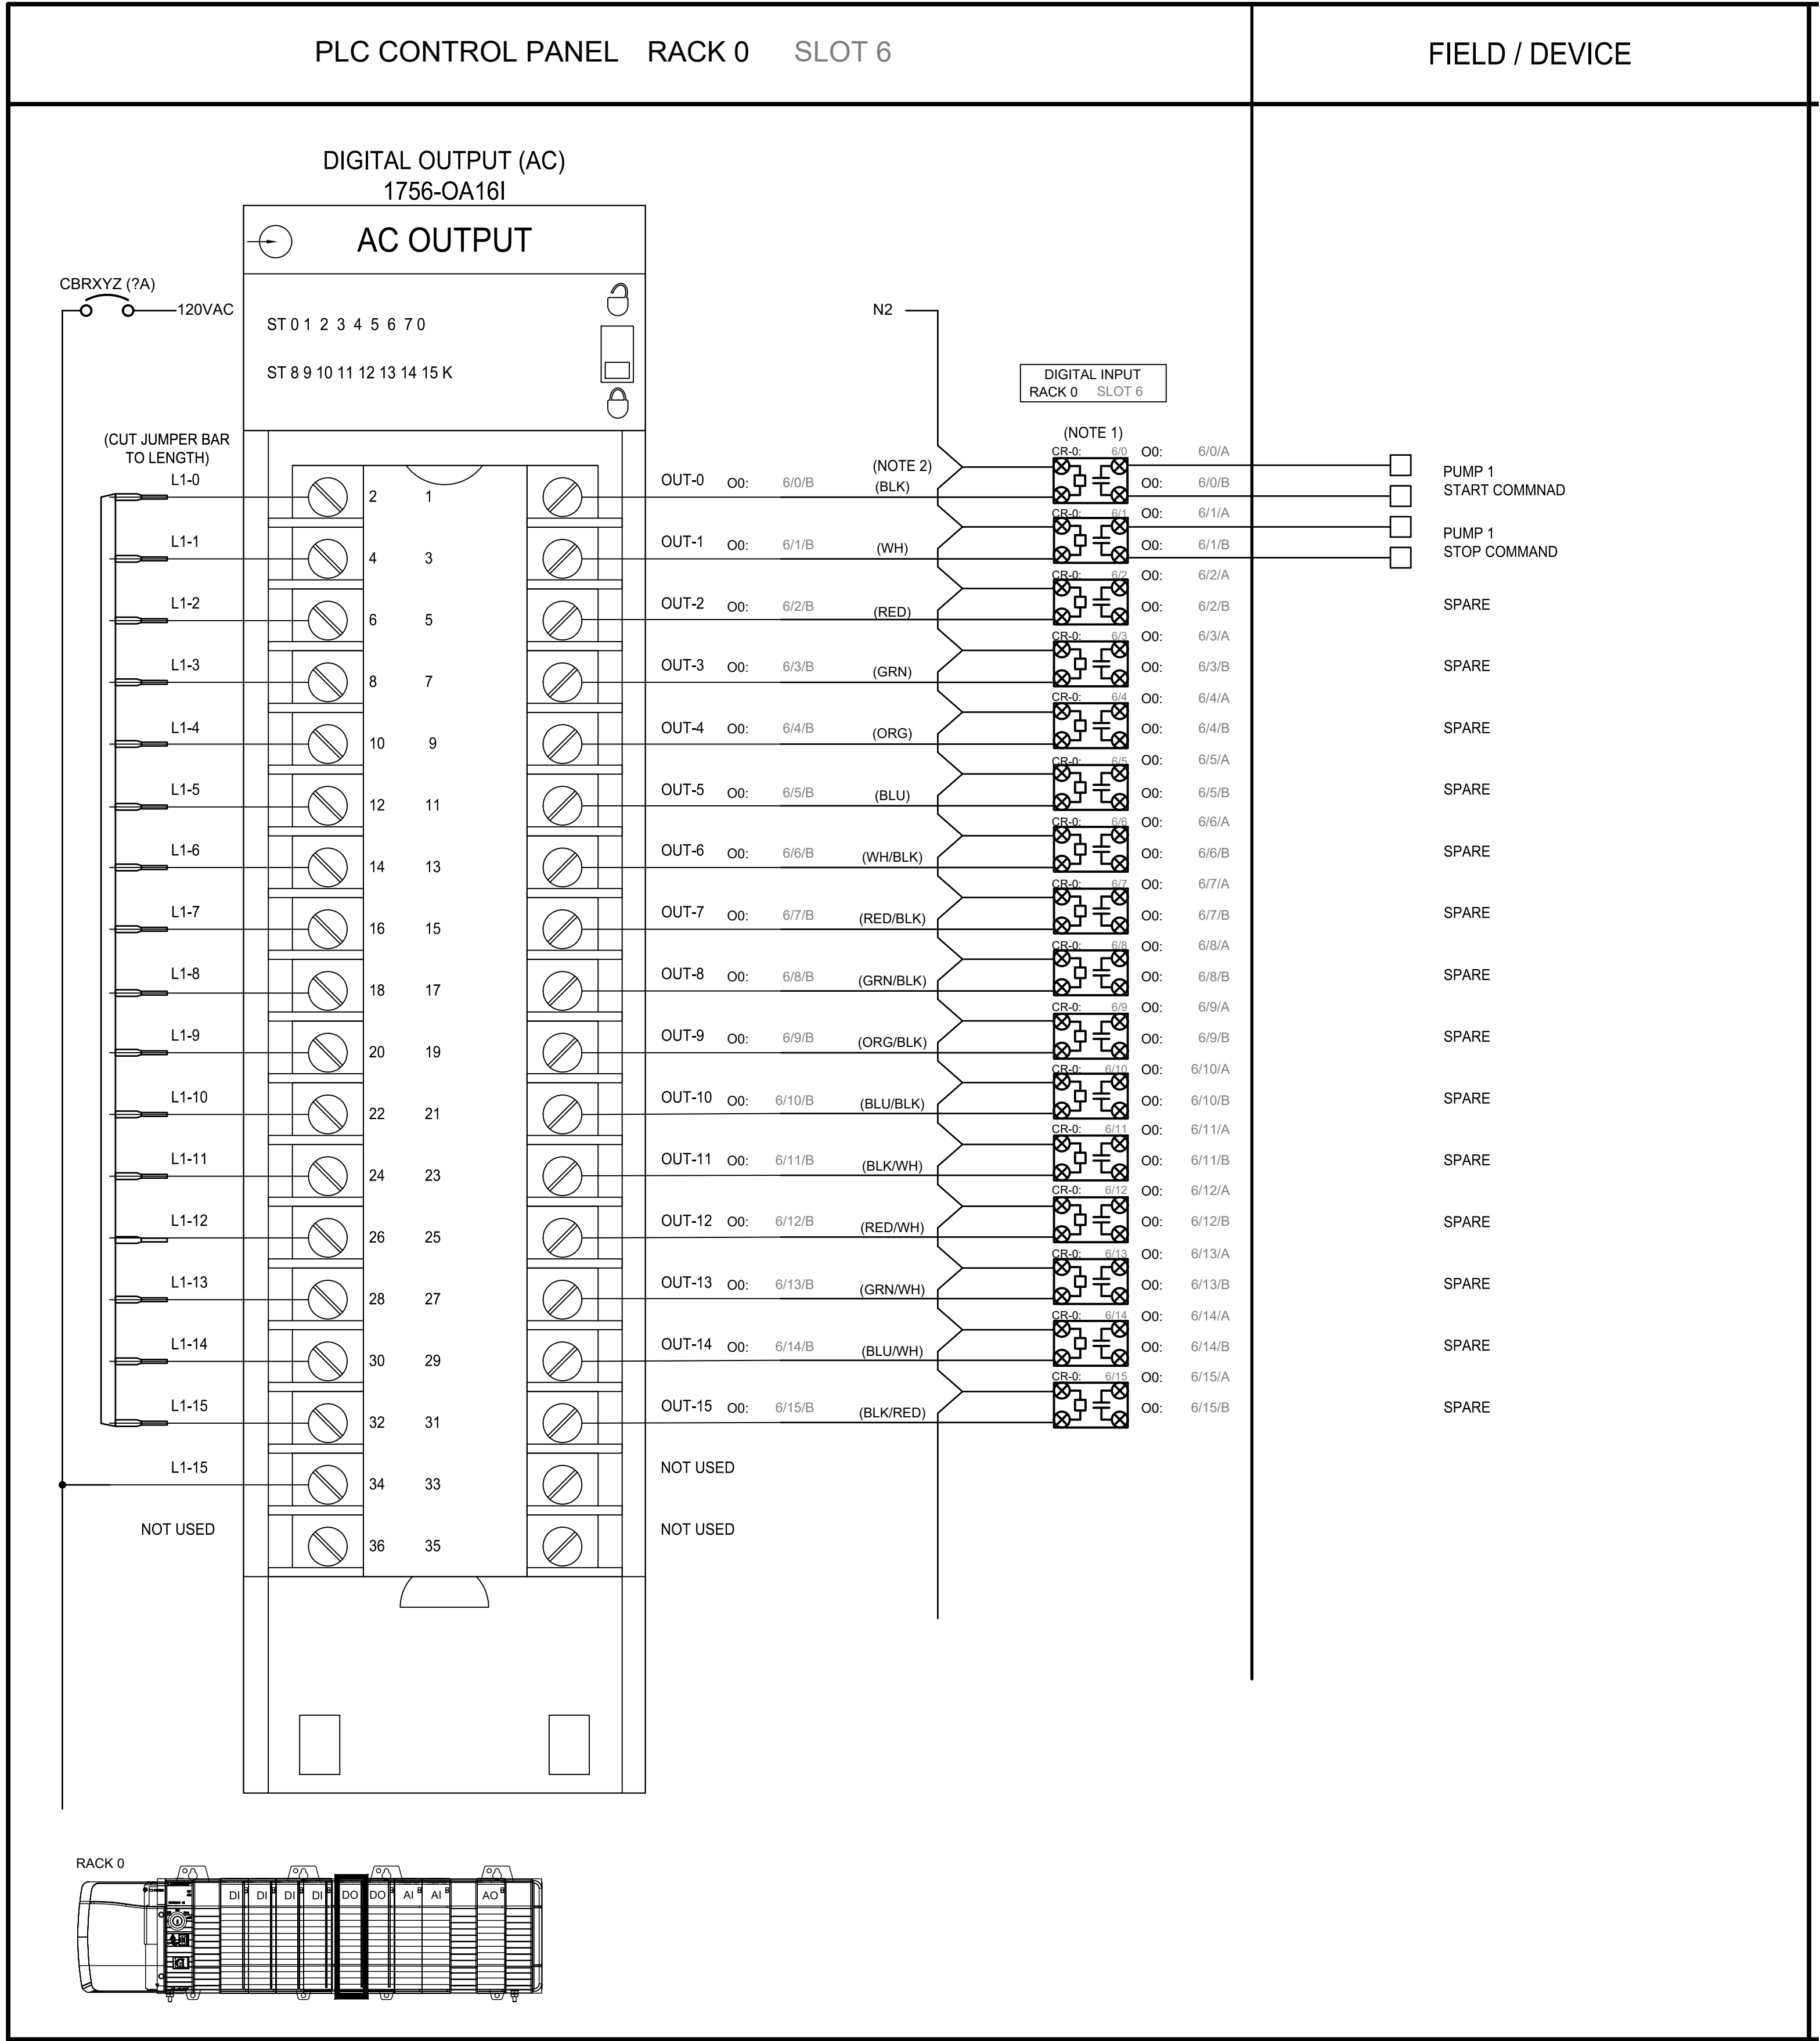 PLC CONTROL PANEL RACK 0 SLOT 6
FIELD / DEVICE
DIGITAL OUTPUT (AC)
1756-OA16I
AC OUTPUT
CBRXYZ (?A)
120VAC
ST 0 1 2 3 4 5 6 7 0
ST 8 9 10 11 12 13 14 15 K
N2
DIGITAL INPUT
RACK 0 SLOT 6
(CUT JUMPER BAR
TO LENGTH)
(NOTE 1)
(NOTE 2)
CR-0: 6/0 O0: 6/0/A
L1-0 2 1 OUT-0 O0: 6/0/B (BLK) O0: 6/0/B
PUMP 1
START COMMNAD
CR-0: 6/1 O0: 6/1/A
L1-1 4 3 OUT-1 O0: 6/1/B (WH) O0: 6/1/B
PUMP 1
STOP COMMAND
CR-0: 6/2 O0: 6/2/A
L1-2 6 5 OUT-2 O0: 6/2/B (RED) O0: 6/2/B SPARE
CR-0: 6/3 O0: 6/3/A
L1-3 8 7 OUT-3 O0: 6/3/B (GRN) O0: 6/3/B SPARE
CR-0: 6/4 O0: 6/4/A
L1-4 10 9 OUT-4 O0: 6/4/B (ORG) O0: 6/4/B SPARE
CR-0: 6/5 O0: 6/5/A
L1-5 12 11 OUT-5 O0: 6/5/B (BLU) O0: 6/5/B SPARE
CR-0: 6/6 O0: 6/6/A
L1-6 14 13 OUT-6 O0: 6/6/B (WH/BLK) O0: 6/6/B SPARE
CR-0: 6/7 O0: 6/7/A
L1-7 16 15 OUT-7 O0: 6/7/B (RED/BLK) O0: 6/7/B SPARE
CR-0: 6/8 O0: 6/8/A
L1-8 18 17 OUT-8 O0: 6/8/B (GRN/BLK) O0: 6/8/B SPARE
CR-0: 6/9 O0: 6/9/A
L1-9 20 19 OUT-9 O0: 6/9/B (ORG/BLK) O0: 6/9/B SPARE
CR-0: 6/10 O0: 6/10/A
L1-10 22 21 OUT-10 O0: 6/10/B (BLU/BLK) O0: 6/10/B SPARE
CR-0: 6/11 O0: 6/11/A
L1-11 24 23 OUT-11 O0: 6/11/B (BLK/WH) O0: 6/11/B SPARE
CR-0: 6/12 O0: 6/12/A
L1-12 26 25 OUT-12 O0: 6/12/B (RED/WH) O0: 6/12/B SPARE
CR-0: 6/13 O0: 6/13/A
L1-13 28 27 OUT-13 O0: 6/13/B (GRN/WH) O0: 6/13/B SPARE
CR-0: 6/14 O0: 6/14/A
L1-14 30 29 OUT-14 O0: 6/14/B (BLU/WH) O0: 6/14/B SPARE
CR-0: 6/15 O0: 6/15/A
L1-15 32 31 OUT-15 O0: 6/15/B (BLK/RED) O0: 6/15/B SPARE
L1-15 34 33 NOT USED
NOT USED 36 35 NOT USED
RACK 0
DI DI DI DI DO DO AI AI AO